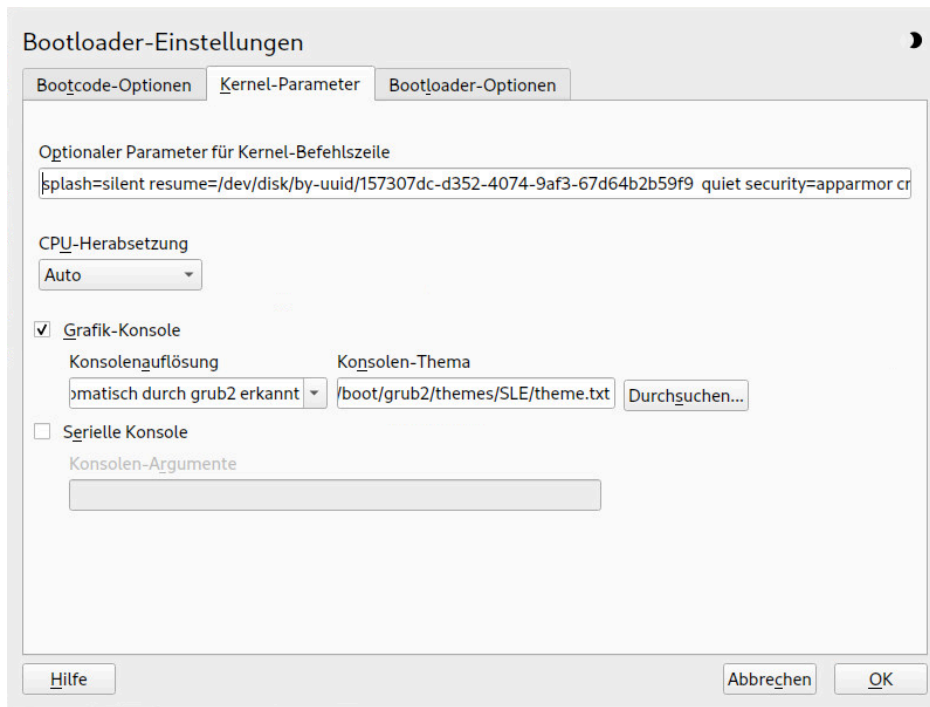 Bootloader-Einstellungen
Bootcode-Optionen Kernel-Parameter Bootloader-Optionen
Optionaler Parameter für Kernel-Befehlszeile
splash=silent resume=/dev/disk/by-uuid/157307dc-d352-4074-9af3-67d64b2b59f9 quiet security=apparmor cr
CPU-Herabsetzung
Auto
Grafik-Konsole
Konsolenauflösung Konsolen-Thema
omatisch durch grub2 erkannt /boot/grub2/themes/SLE/theme.txt Durchsuchen...
Serielle Konsole
Konsolen-Argumente
Hilfe Abbrechen OK